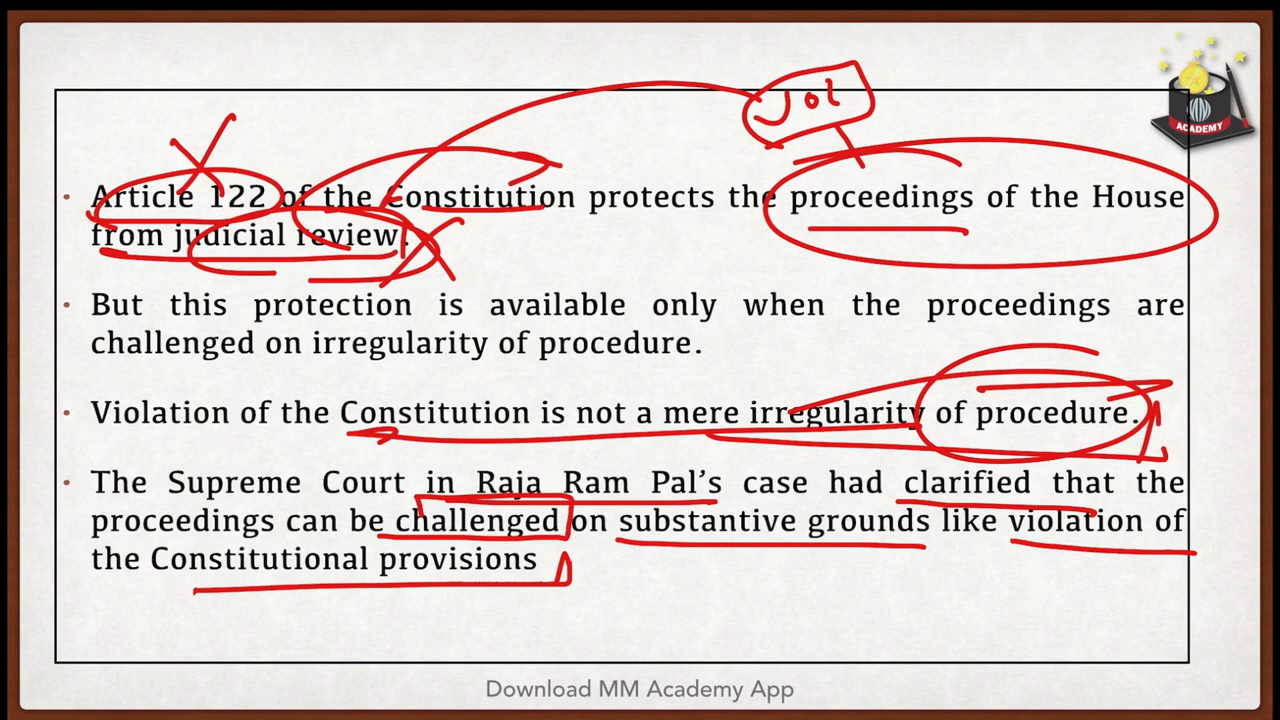 ACADEMY
Article 122 of the Constitution protects the proceedings of the House
from judicial review.
But this protection is available only when the proceedings are
challenged on irregularity of procedure.
Violation of the Constitution is not a mere irregularity of procedure.
The Supreme Court in Raja Ram Pal’s case had clarified that the
proceedings can be challenged on substantive grounds like violation of
the Constitutional provisions
Download MM Academy App